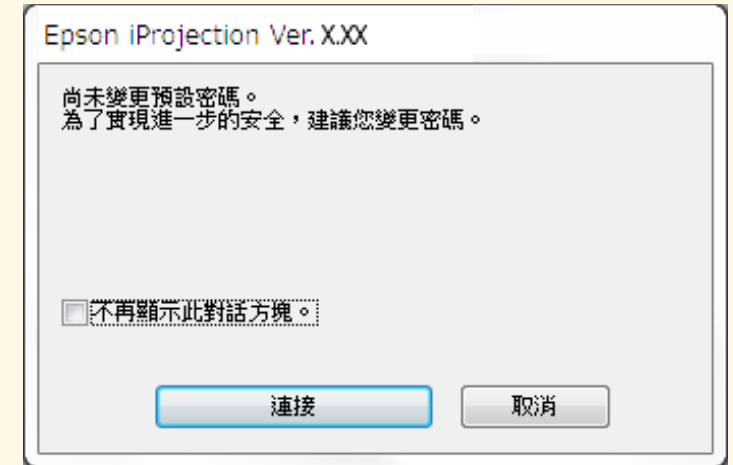 Epson iProjection Ver. X.XX
尚未變更預設密碼。
為了實現進一步的安全，建議您變更密碼。
不再顯示此對話方塊。
連接
取消